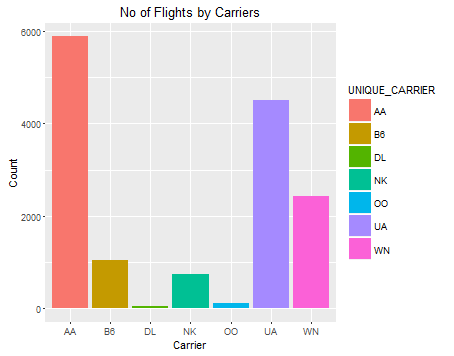 No of Flights by Carriers
6000
4000
2000
0
Count
AA B6 DL NK OO UA WN
Carrier
UNIQUE_CARRIER
AA
B6
DL
NK
OO
UA
WN